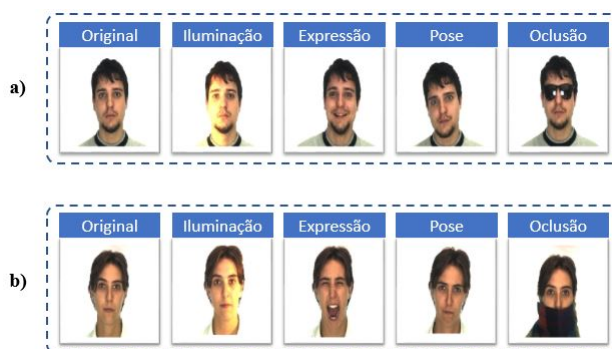 Original Iluminação Expressão Pose Oclusão
a)
Original Iluminação Expressão Pose Oclusão
b)